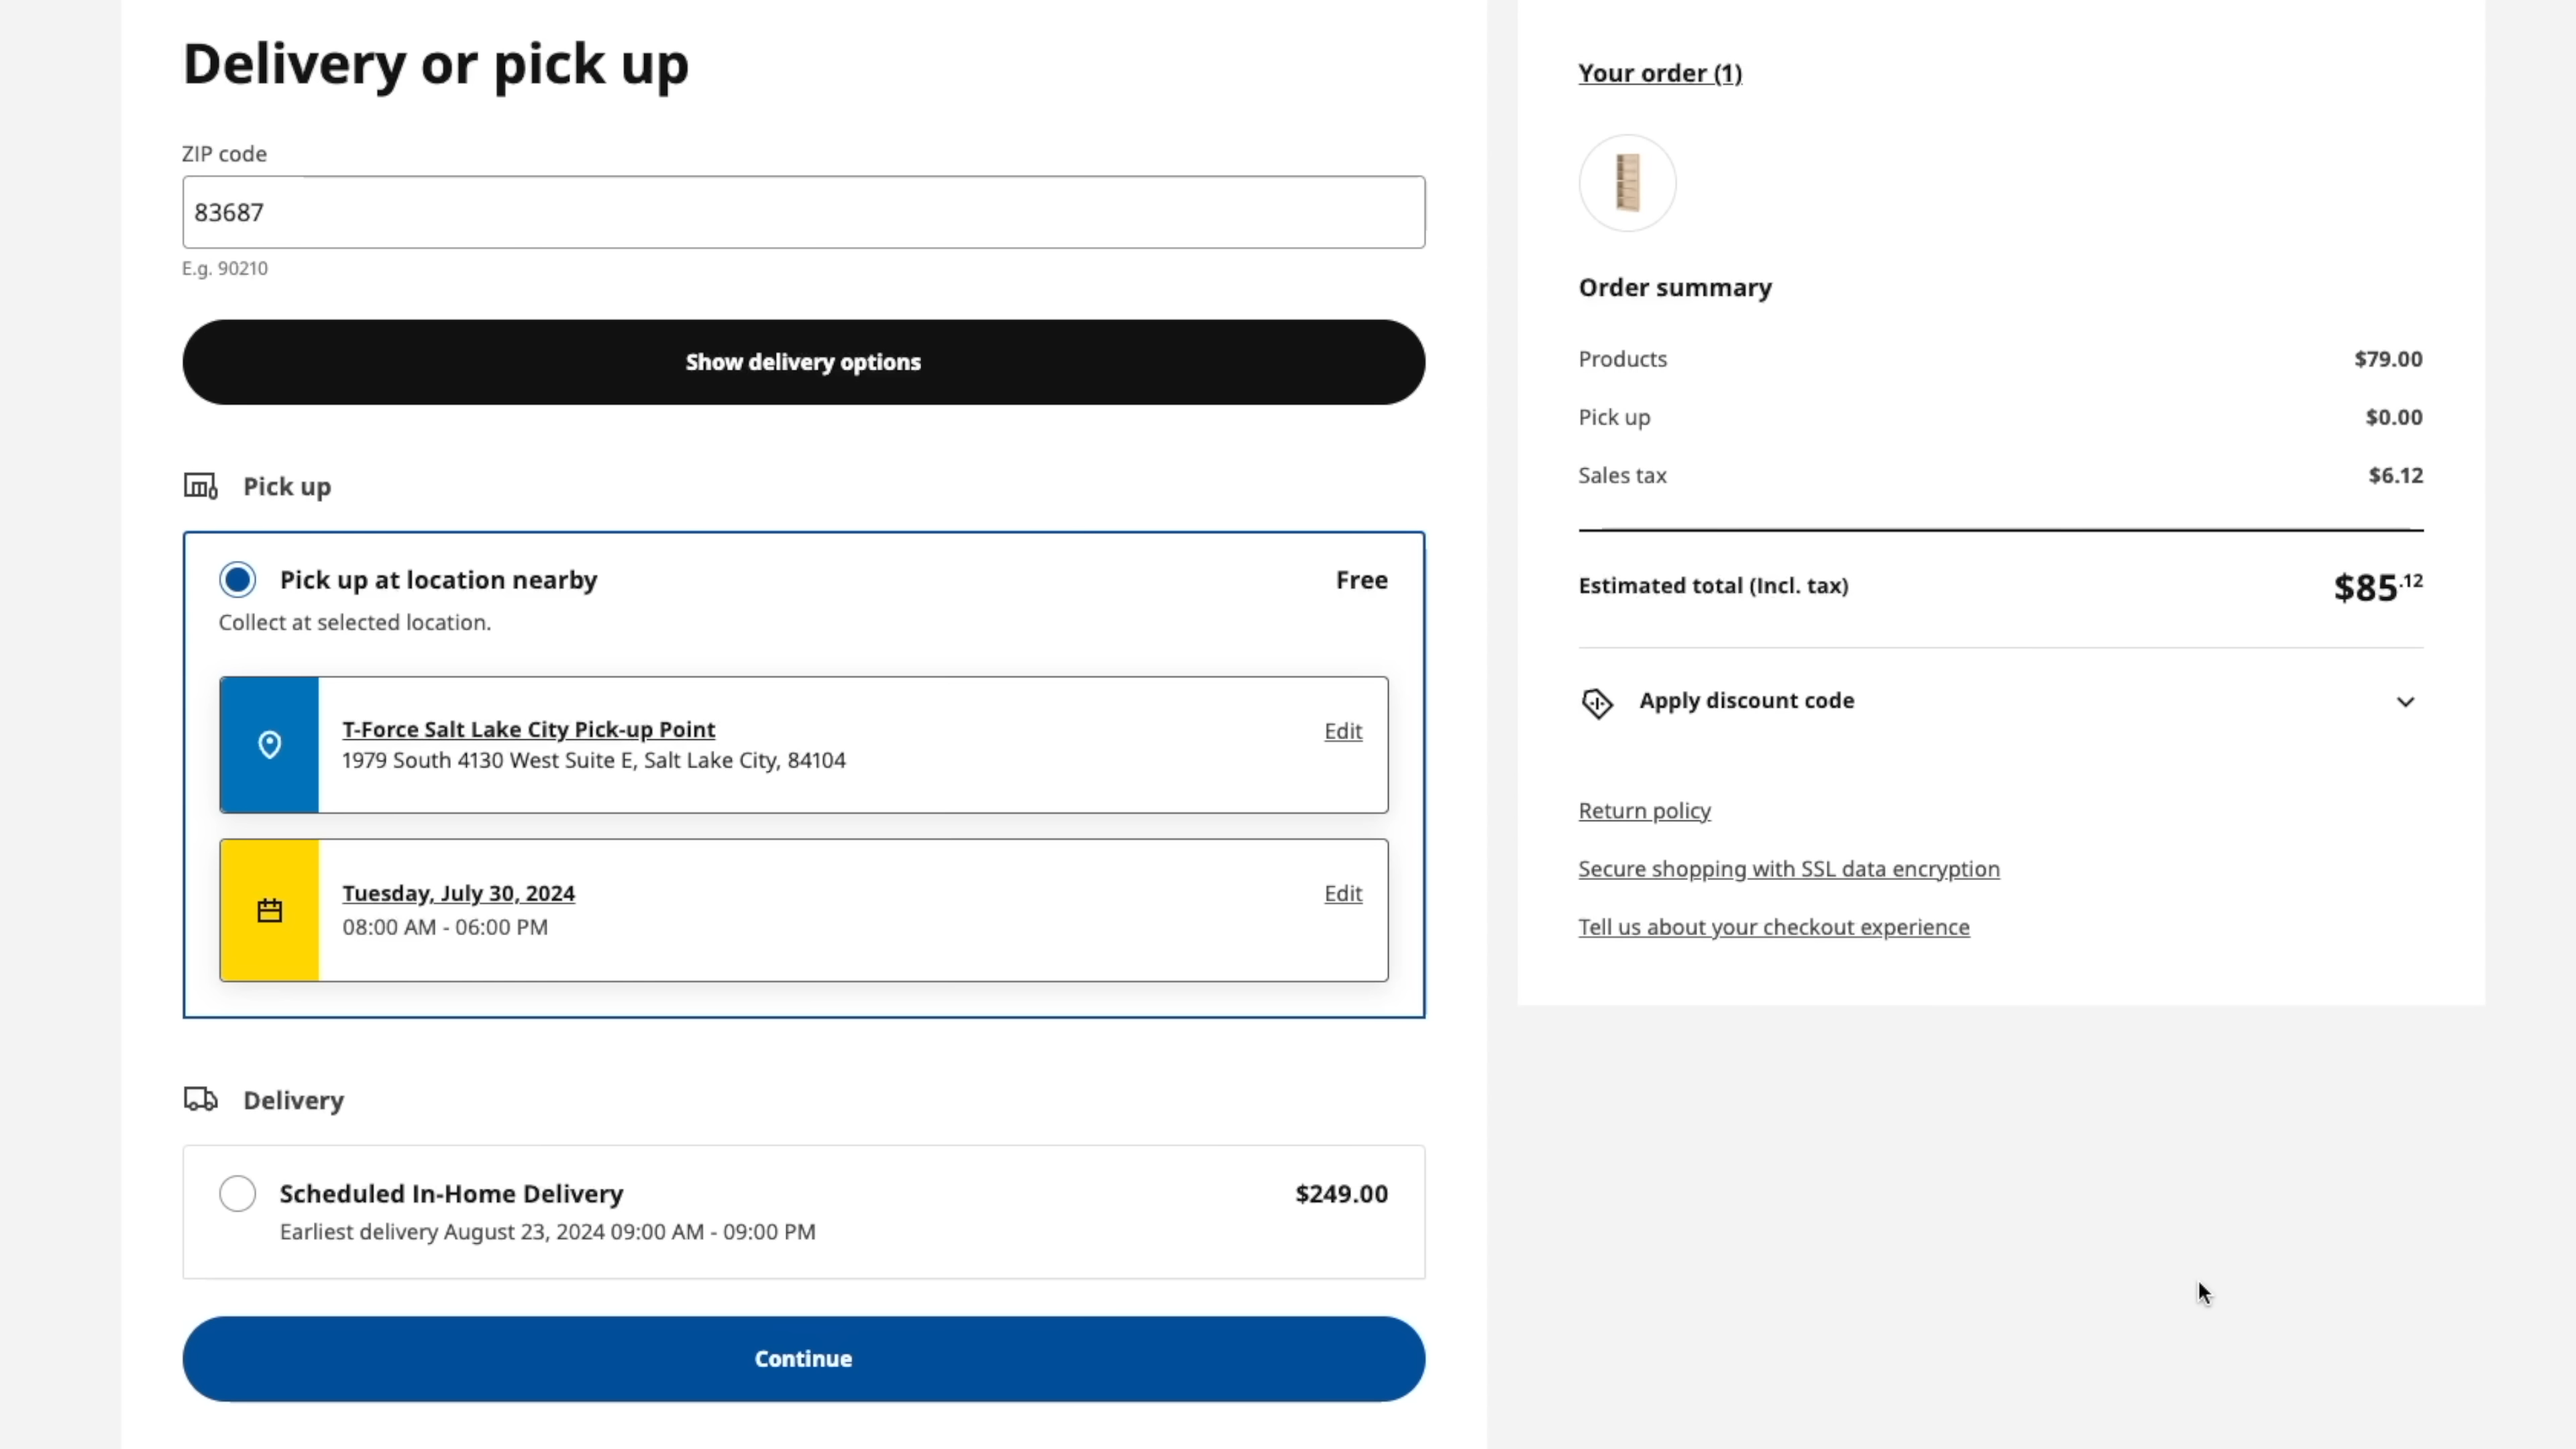 Delivery or pick up
ZIP code
83687
E.g. 90210
Show delivery options
Pick up
Pick up at location nearby
Free
Collect at selected location.
T-Force Salt Lake City Pick-up Point
Edit
1979 South 4130 West Suite E, Salt Lake City, 84104
Tuesday, July 30, 2024
Edit
08:00 AM - 06:00 PM
Delivery
Scheduled In-Home Delivery
$249.00
Earliest delivery August 23, 2024 09:00 AM - 09:00 PM
Continue
Your order (1)
Order summary
Products $79.00
Pick up $0.00
Sales tax $6.12
Estimated total (Incl. tax) $85.12
Apply discount code
Return policy
Secure shopping with SSL data encryption
Tell us about your checkout experience